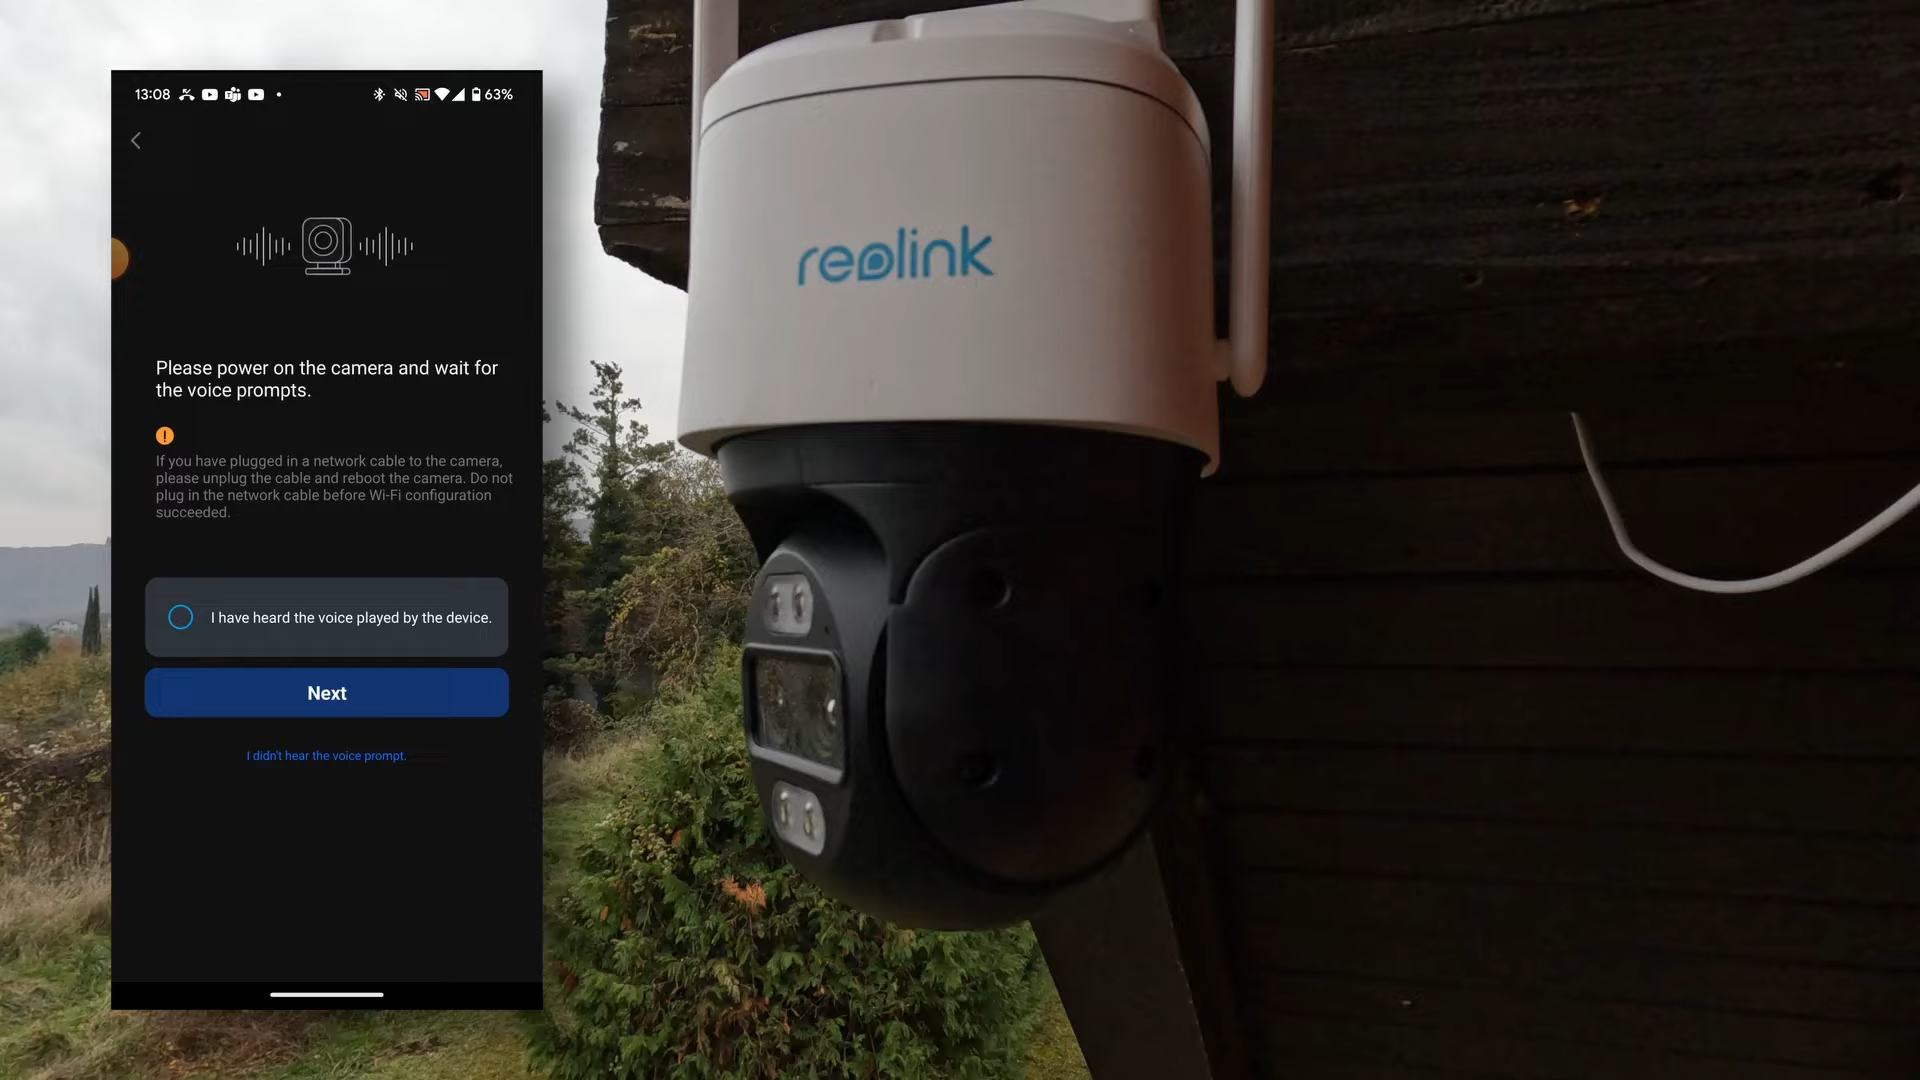 13:08
63%
Please power on the camera and wait for
the voice prompts.
!
If you have plugged in a network cable to the camera,
please unplug the cable and reboot the camera. Do not
plug in the network cable before Wi-Fi configuration
succeeded.
I have heard the voice played by the device.
Next
I didn't hear the voice prompt.
reolink